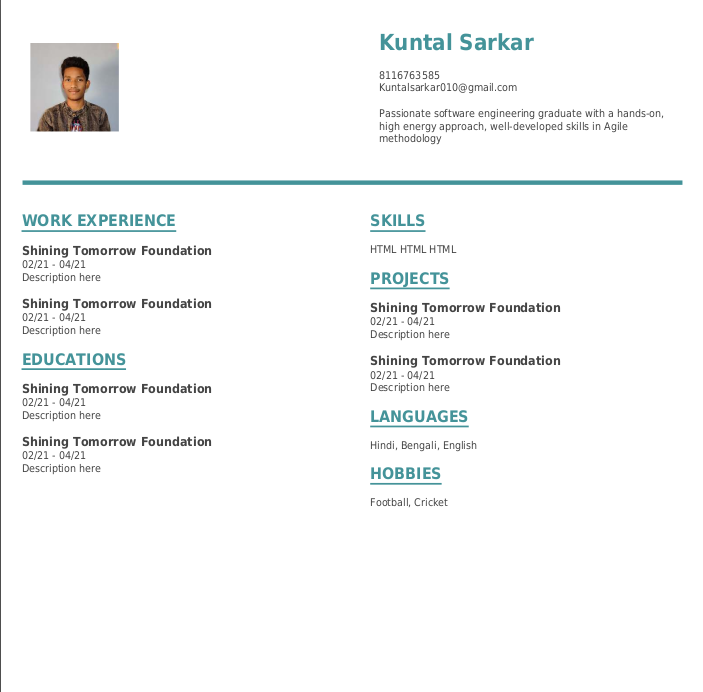 Kuntal Sarkar
8116763585
Kuntalsarkar010@gmail.com
Passionate software engineering graduate with a hands-on,
high energy approach, well-developed skills in Agile
methodology
WORK EXPERIENCE
Shining Tomorrow Foundation
02/21 - 04/21
Description here
Shining Tomorrow Foundation
02/21 - 04/21
Description here
EDUCATIONS
Shining Tomorrow Foundation
02/21 - 04/21
Description here
Shining Tomorrow Foundation
02/21 - 04/21
Description here
SKILLS
HTML HTML HTML
PROJECTS
Shining Tomorrow Foundation
02/21 - 04/21
Description here
Shining Tomorrow Foundation
02/21 - 04/21
Description here
LANGUAGES
Hindi, Bengali, English
HOBBIES
Football, Cricket